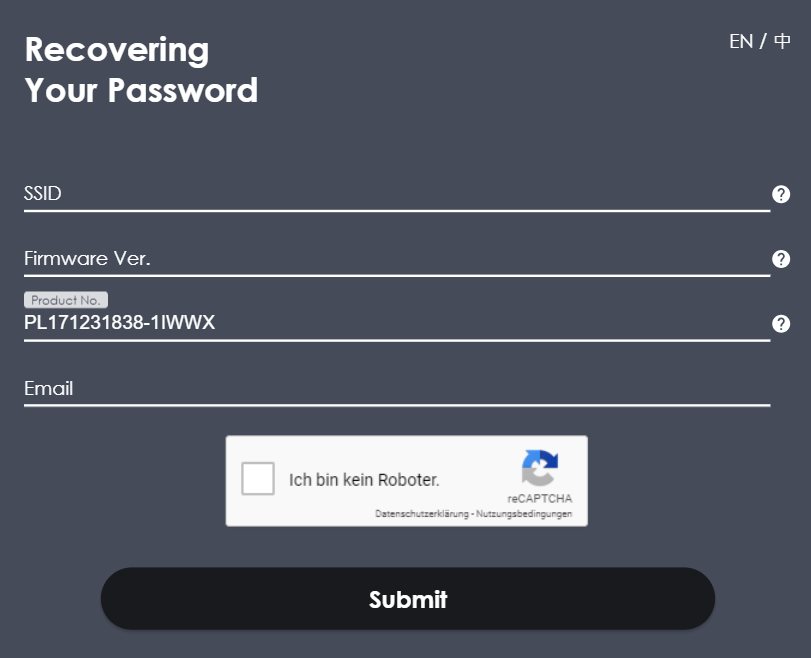 Recovering
Your Password
EN / 中
SSID
Firmware Ver.
Product No.
PL171231838-1IWWX
Email
Ich bin kein Roboter.
reCAPTCHA
Datenschutzerklärung - Nutzungsbedingungen
Submit